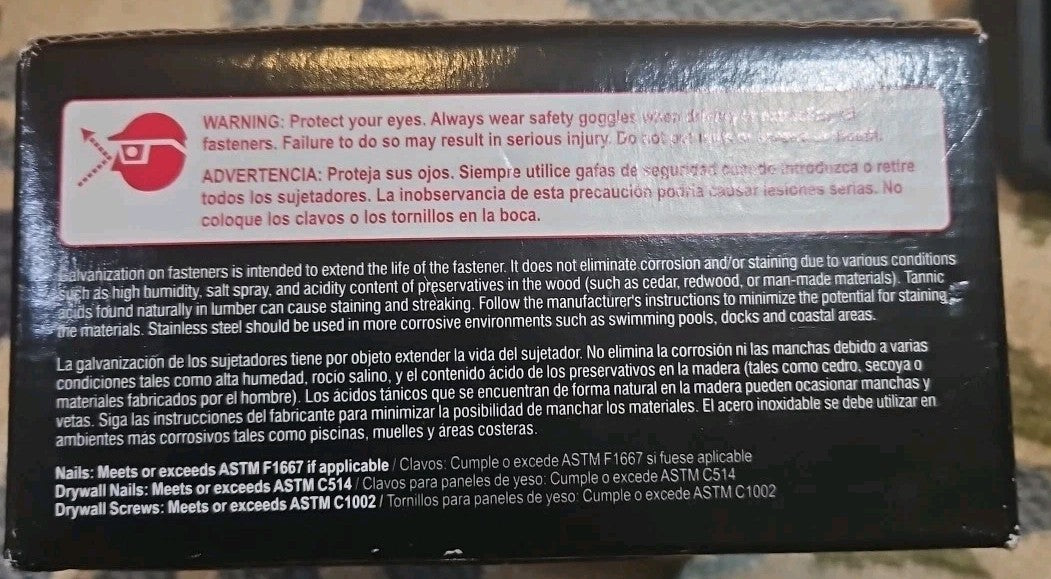 WARNING: Protect your eyes. Always wear safety goggles when
fasteners. Failure to do so may result in serious injury. Do not
ADVERTENCIA: Proteja sus ojos. Siempre utilice gafas de seguridad cuando introduzca o retire
todos los sujetadores. La inobservancia de esta precaución podría causar lesiones serias. No
coloque los clavos o los tornillos en la boca.
Galvanization on fasteners is intended to extend the life of the fastener. It does not eliminate corrosion and/or staining due to various conditions
such as high humidity, salt spray, and acidity content of preservatives in the wood (such as cedar, redwood, or man-made materials). Tannic
acids found naturally in lumber can cause staining and streaking. Follow the manufacturer's instructions to minimize the potential for staining
the materials. Stainless steel should be used in more corrosive environments such as swimming pools, docks and coastal areas.
La galvanización de los sujetadores tiene por objeto extender la vida del sujetador. No elimina la corrosión ni las manchas debido a varias
condiciones tales como alta humedad, rocío salino, y el contenido ácido de los preservativos en la madera (tales como cedro, secoya o
materiales fabricados por el hombre). Los ácidos tánicos que se encuentran de forma natural en la madera pueden ocasionar manchas y
vetas. Siga las instrucciones del fabricante para minimizar la posibilidad de manchar los materiales. El acero inoxidable se debe utilizar en
ambientes más corrosivos tales como piscinas, muelles y áreas costeras.
Nails: Meets or exceeds ASTM F1667 if applicable / Clavos: Cumple o excede ASTM F1667 si fuese aplicable
Drywall Nails: Meets or exceeds ASTM C514 / Clavos para paneles de yeso: Cumple o excede ASTM C514
Drywall Screws: Meets or exceeds ASTM C1002 / Tornillos para paneles de yeso: Cumple o excede ASTM C1002